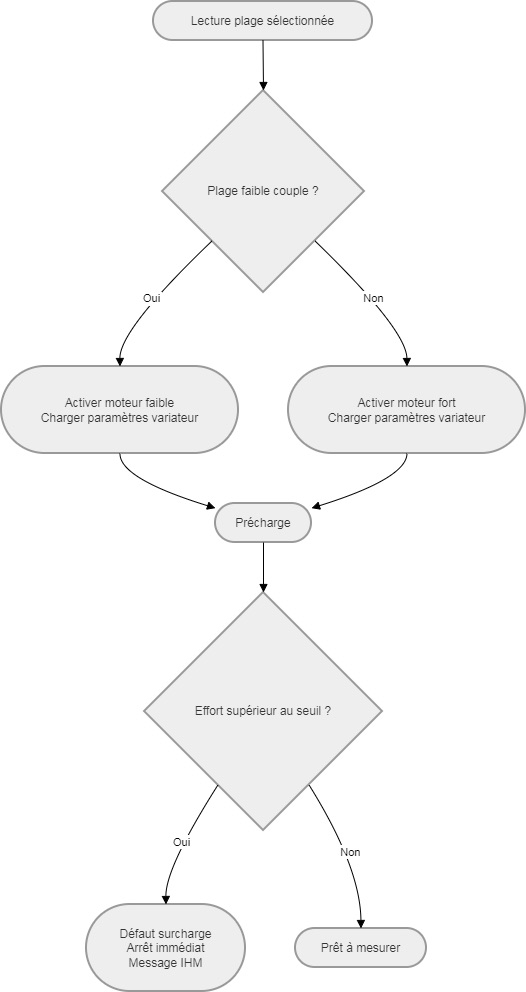 Lecture plage sélectionnée
Plage faible couple ?
Oui
Non
Activer moteur faible
Charger paramètres variateur
Activer moteur fort
Charger paramètres variateur
Précharge
Effort supérieur au seuil ?
Oui
Non
Défaut surcharge
Arrêt immédiat
Message IHM
Prêt à mesurer